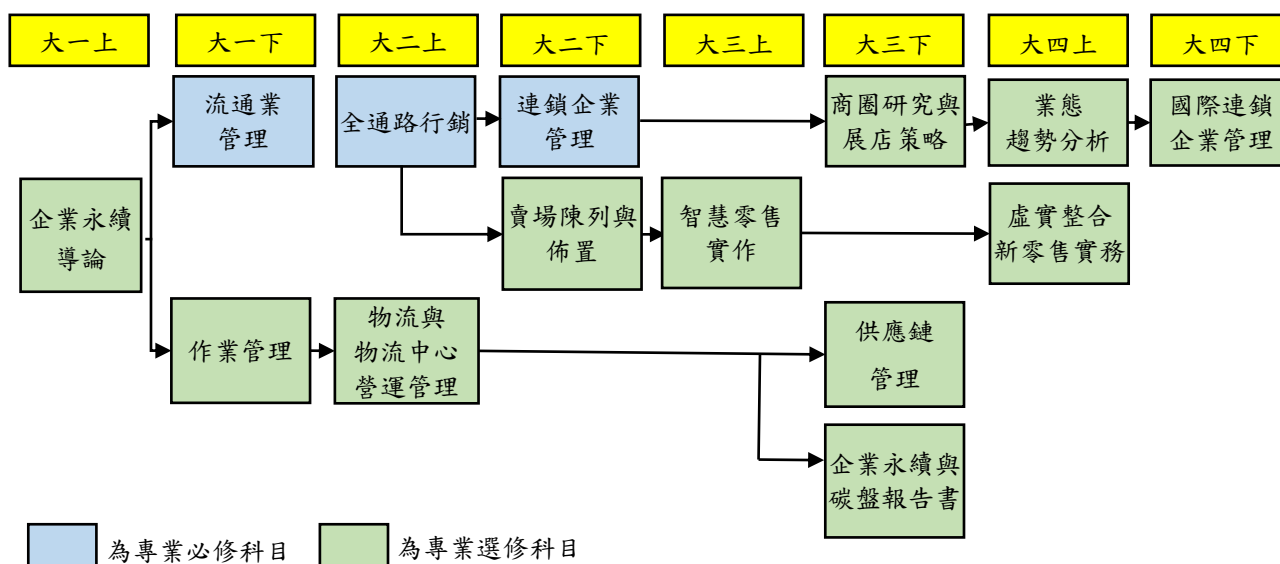 大一上
大一下
大二上
大二下
大三上
大三下
大四上
大四下
流通業
管理
全通路行銷
連鎖企業
管理
商圈研究與
展店策略
業態
趨勢分析
國際連鎖
企業管理
企業永續
導論
賣場陳列與
佈置
智慧零售
實作
虛實整合
新零售實務
作業管理
物流與
物流中心
營運管理
供應鏈
管理
企業永續與
碳盤報告書
為專業必修科目
為專業選修科目